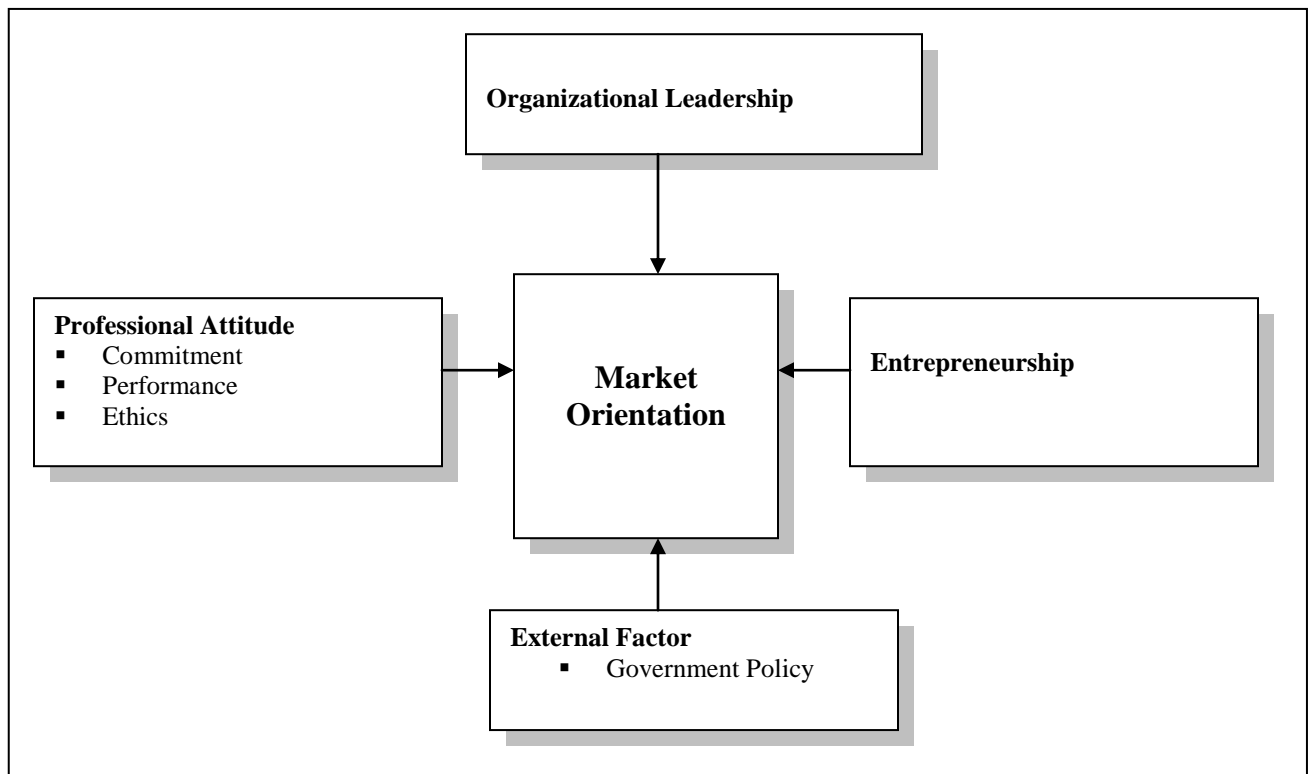 Organizational Leadership
Professional Attitude
▪ Commitment
▪ Performance
▪ Ethics
Market
Orientation
Entrepreneurship
External Factor
▪ Government Policy